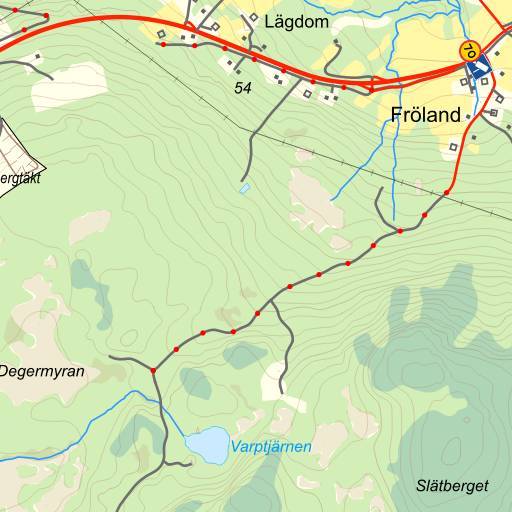 Lägdom
70
54
Fröland
ergtäkt
Degermyran
Varptjärnen
Slätberget